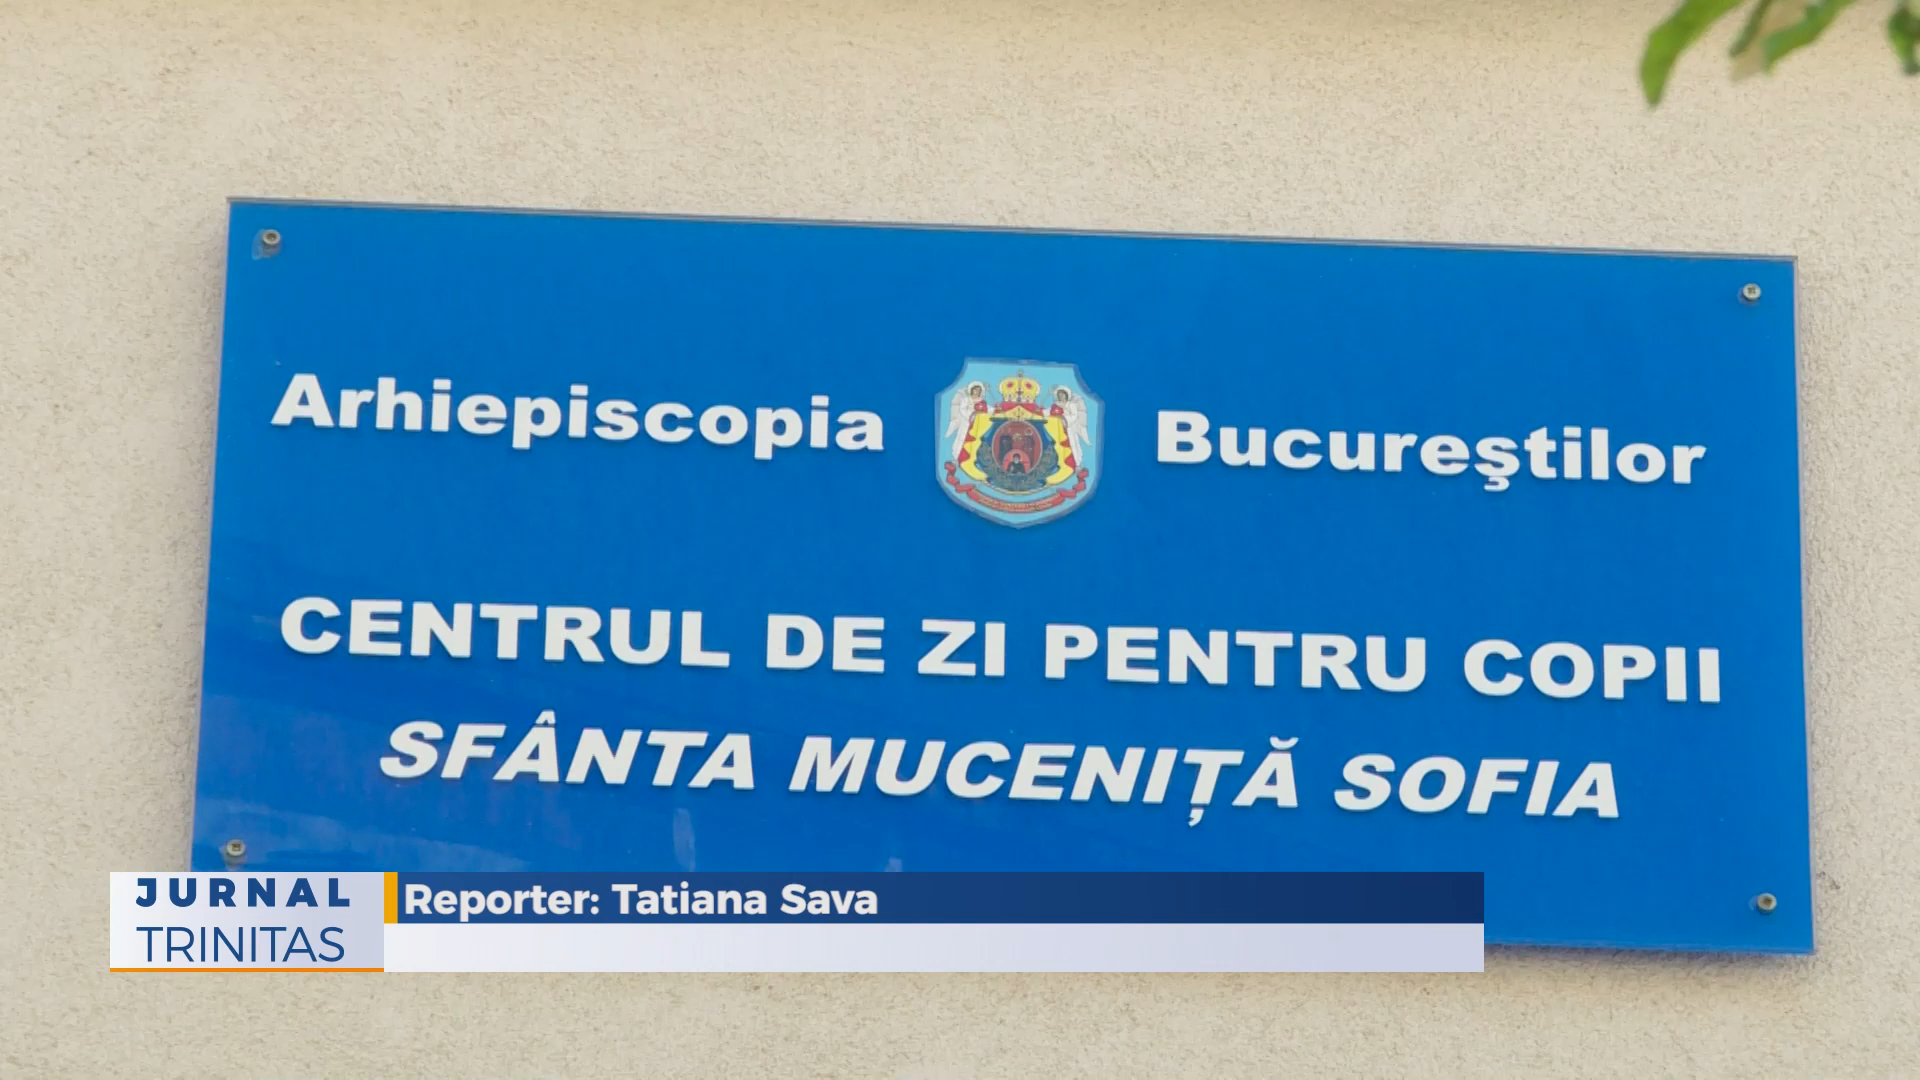 Arhiepiscopia Bucureştilor
CENTRUL DE ZI PENTRU COPII
SFÂNTA MUCENIȚĂ SOFIA
JURNAL
TRINITAS
Reporter: Tatiana Sava